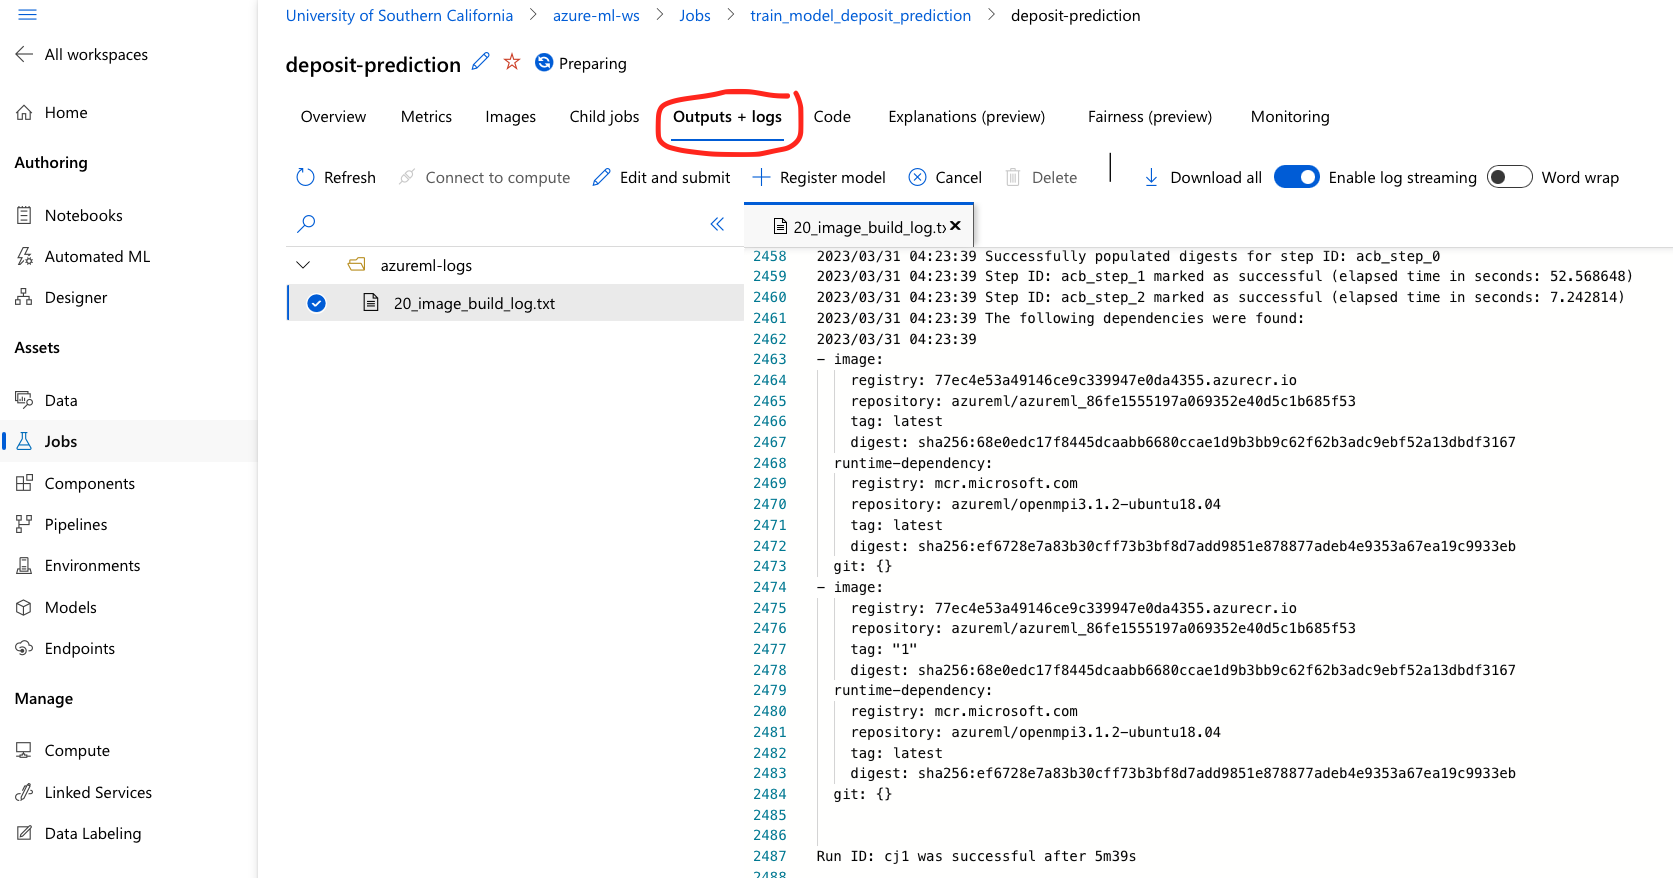 University of Southern California > azure-ml-ws > Jobs > train_model_deposit_prediction > deposit-prediction
All workspaces
deposit-prediction Preparing
Home
Overview Metrics Images Child jobs Outputs + logs Code Explanations (preview) Fairness (preview) Monitoring
Authoring
Refresh Connect to compute Edit and submit Register model Cancel Delete Download all Enable log streaming Word wrap
Notebooks
Automated ML
Designer
Assets
Data
Jobs
Components
Pipelines
Environments
Models
Endpoints
Manage
Compute
Linked Services
Data Labeling
azureml-logs
20_image_build_log.txt
20_image_build_log.tx
2458 2023/03/31 04:23:39 Successfully populated digests for step ID: acb_step_0
2459 2023/03/31 04:23:39 Step ID: acb_step_1 marked as successful (elapsed time in seconds: 52.568648)
2460 2023/03/31 04:23:39 Step ID: acb_step_2 marked as successful (elapsed time in seconds: 7.242814)
2461 2023/03/31 04:23:39 The following dependencies were found:
2462 2023/03/31 04:23:39
2463 - image:
2464 registry: 77ec4e53a49146ce9c339947e0da4355.azurecr.io
2465 repository: azureml/azureml_86fe1555197a069352e40d5c1b685f53
2466 tag: latest
2467 digest: sha256:68e0edc17f8445dcaabb6680ccae1d9b3bb9c62f62b3adc9ebf52a13dbdf3167
2468 runtime-dependency:
2469 registry: mcr.microsoft.com
2470 repository: azureml/openmpi3.1.2-ubuntu18.04
2471 tag: latest
2472 digest: sha256:ef6728e7a83b30cff73b3bf8d7add9851e878877adeb4e9353a67ea19c9933eb
2473 git: {}
2474 - image:
2475 registry: 77ec4e53a49146ce9c339947e0da4355.azurecr.io
2476 repository: azureml/azureml_86fe1555197a069352e40d5c1b685f53
2477 tag: "1"
2478 digest: sha256:68e0edc17f8445dcaabb6680ccae1d9b3bb9c62f62b3adc9ebf52a13dbdf3167
2479 runtime-dependency:
2480 registry: mcr.microsoft.com
2481 repository: azureml/openmpi3.1.2-ubuntu18.04
2482 tag: latest
2483 digest: sha256:ef6728e7a83b30cff73b3bf8d7add9851e878877adeb4e9353a67ea19c9933eb
2484 git: {}
2485
2486
2487 Run ID: cj1 was successful after 5m39s
2488